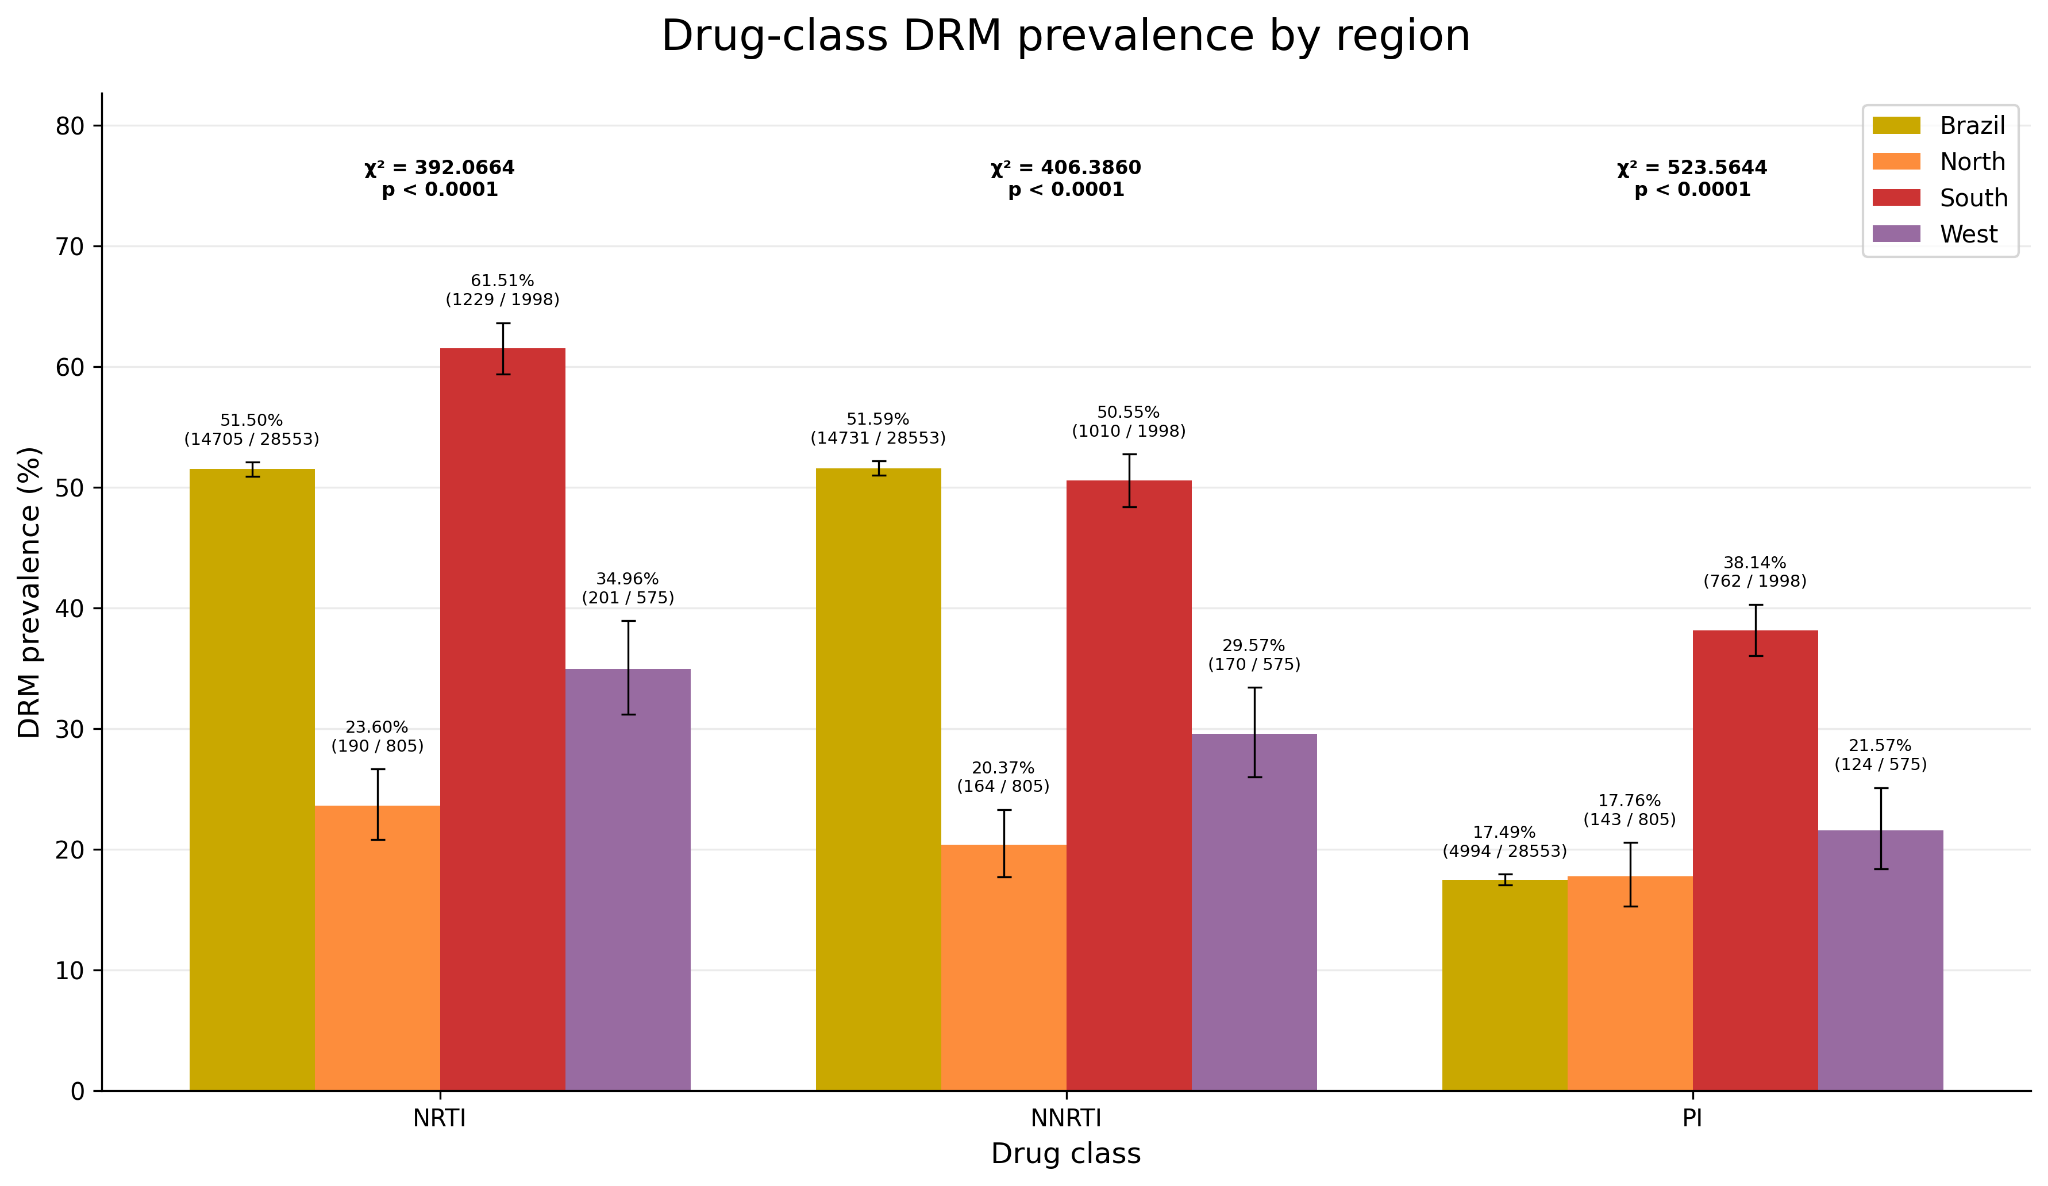 Drug-class DRM prevalence by region
DRM prevalence (%)
80
70
60
50
40
30
20
10
0
χ² = 392.0664
p < 0.0001
χ² = 406.3860
p < 0.0001
χ² = 523.5644
p < 0.0001
Brazil
North
South
West
51.50%
(14705 / 28553)
23.60%
(190 / 805)
61.51%
(1229 / 1998)
34.96%
(201 / 575)
51.59%
(14731 / 28553)
20.37%
(164 / 805)
50.55%
(1010 / 1998)
29.57%
(170 / 575)
17.49%
(4994 / 28553)
17.76%
(143 / 805)
38.14%
(762 / 1998)
21.57%
(124 / 575)
NRTI
NNRTI
PI
Drug class